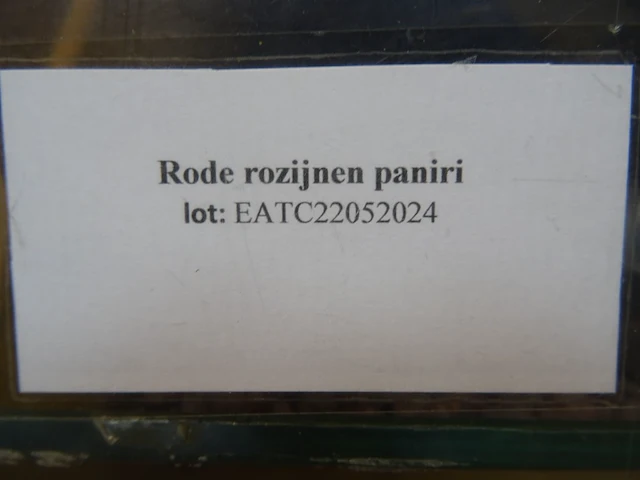 Rode rozijnen paniri
lot: EATC22052024